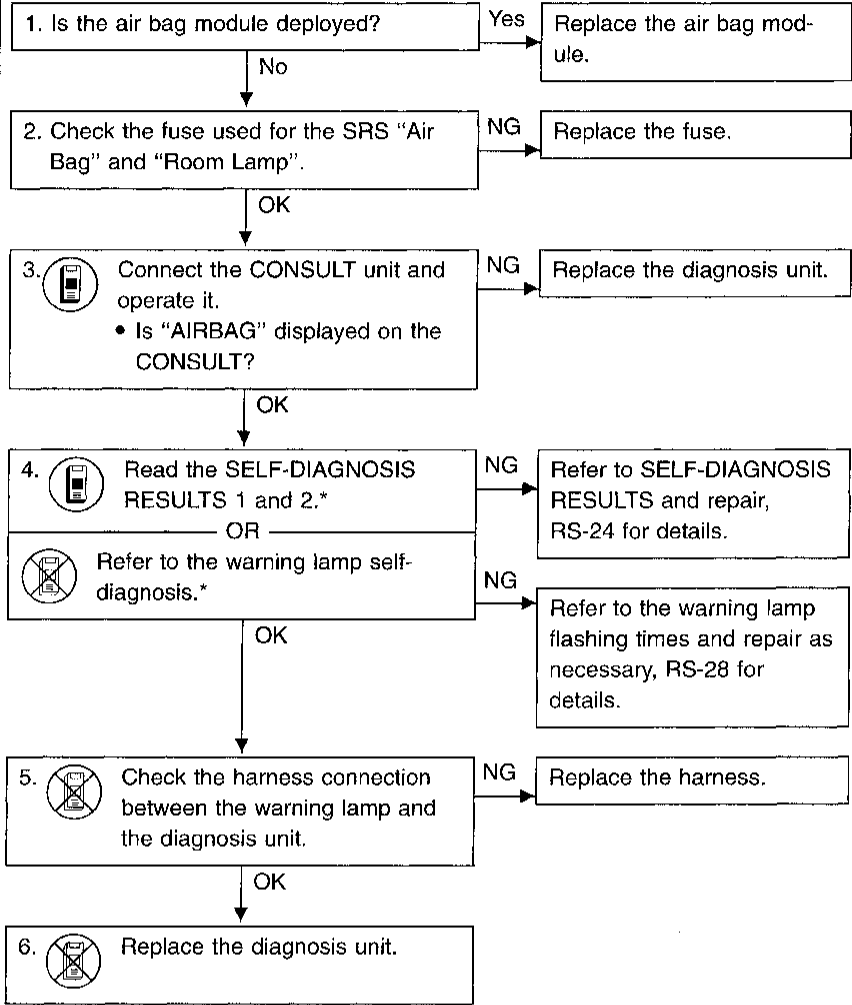 1. Is the air bag module deployed?
Yes
Replace the air bag mod-
ule.
No
2. Check the fuse used for the SRS “Air
Bag” and “Room Lamp”.
NG
Replace the fuse.
OK
3. Connect the CONSULT unit and
operate it.
• Is “AIRBAG” displayed on the
CONSULT?
NG
Replace the diagnosis unit.
OK
4. Read the SELF-DIAGNOSIS
RESULTS 1 and 2.*
NG
Refer to SELF-DIAGNOSIS
RESULTS and repair,
RS-24 for details.
OR
Refer to the warning lamp self-
diagnosis.*
NG
Refer to the warning lamp
flashing times and repair as
necessary, RS-28 for
details.
OK
5. Check the harness connection
between the warning lamp and
the diagnosis unit.
NG
Replace the harness.
OK
6. Replace the diagnosis unit.